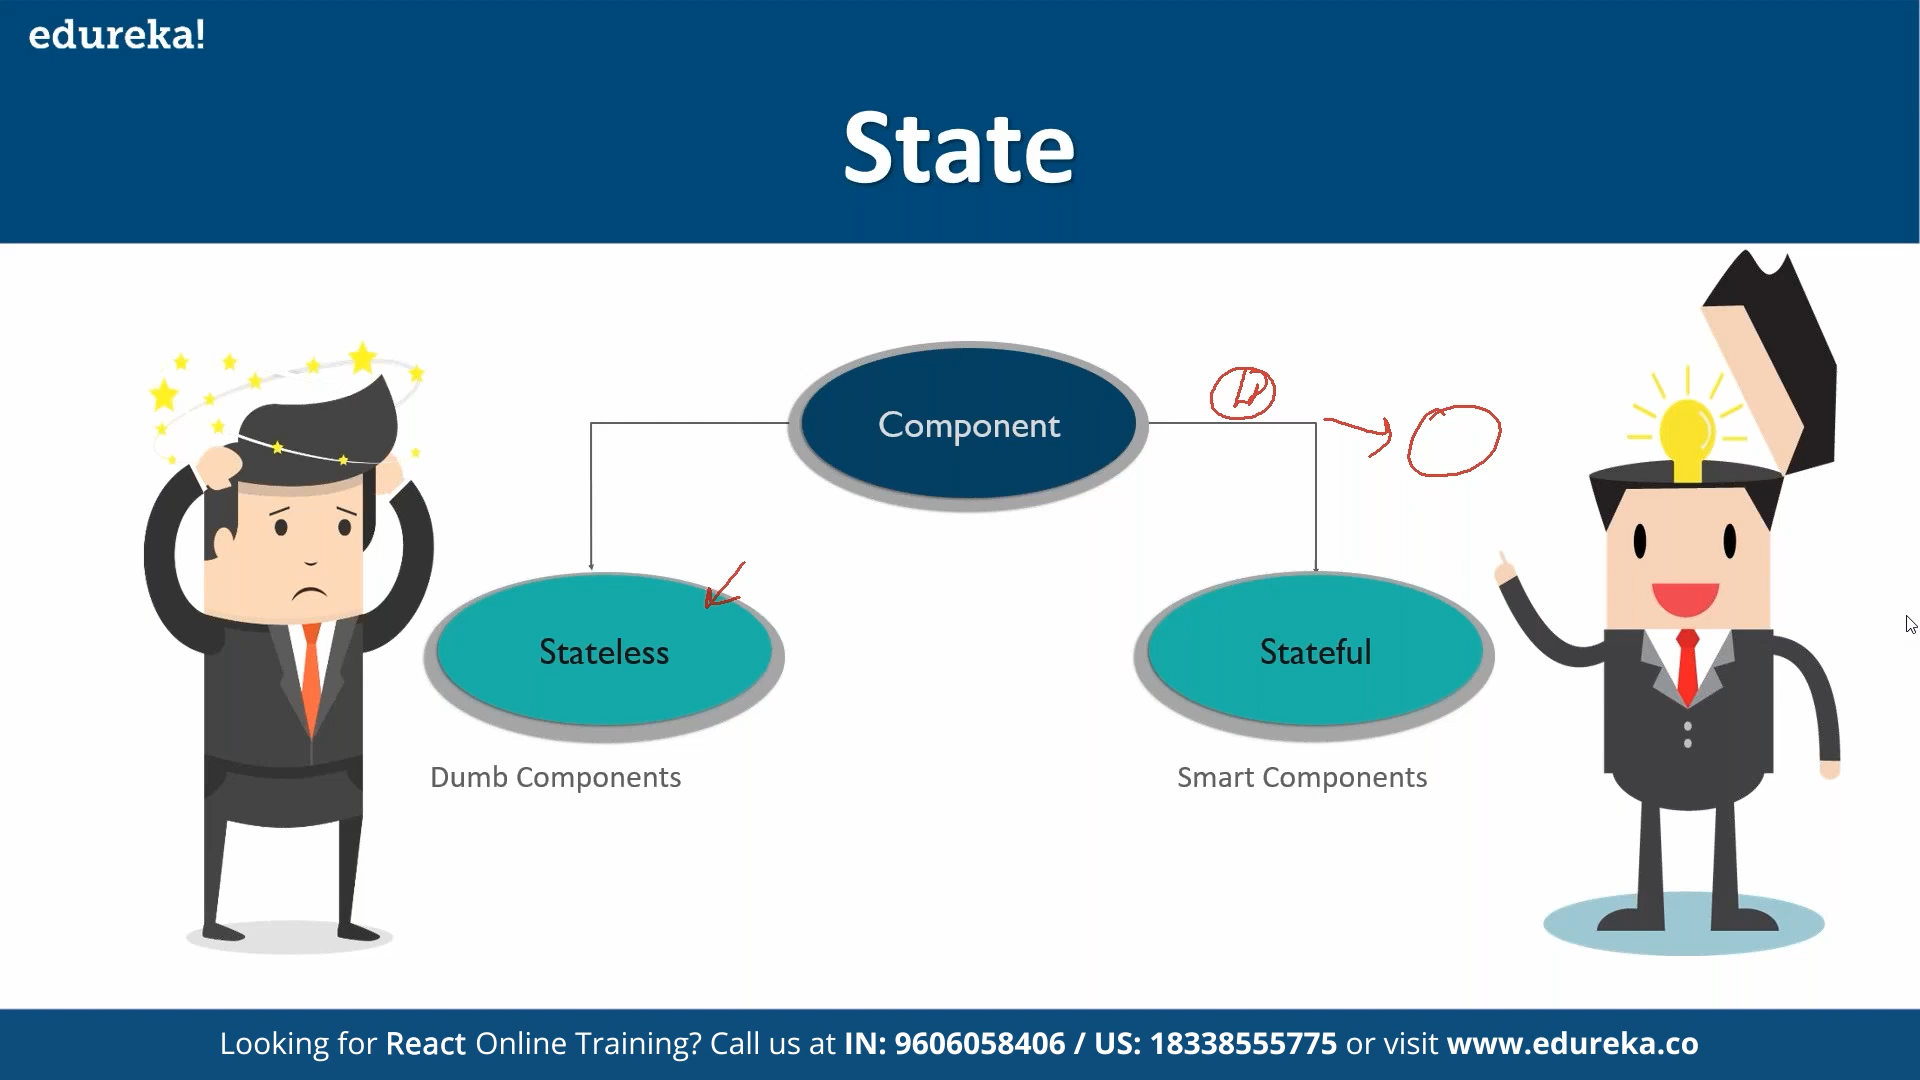 edureka!
State
Component
Stateless
Stateful
Dumb Components
Smart Components
Looking for React Online Training? Call us at IN: 9606058406 / US: 18338555775 or visit www.edureka.co